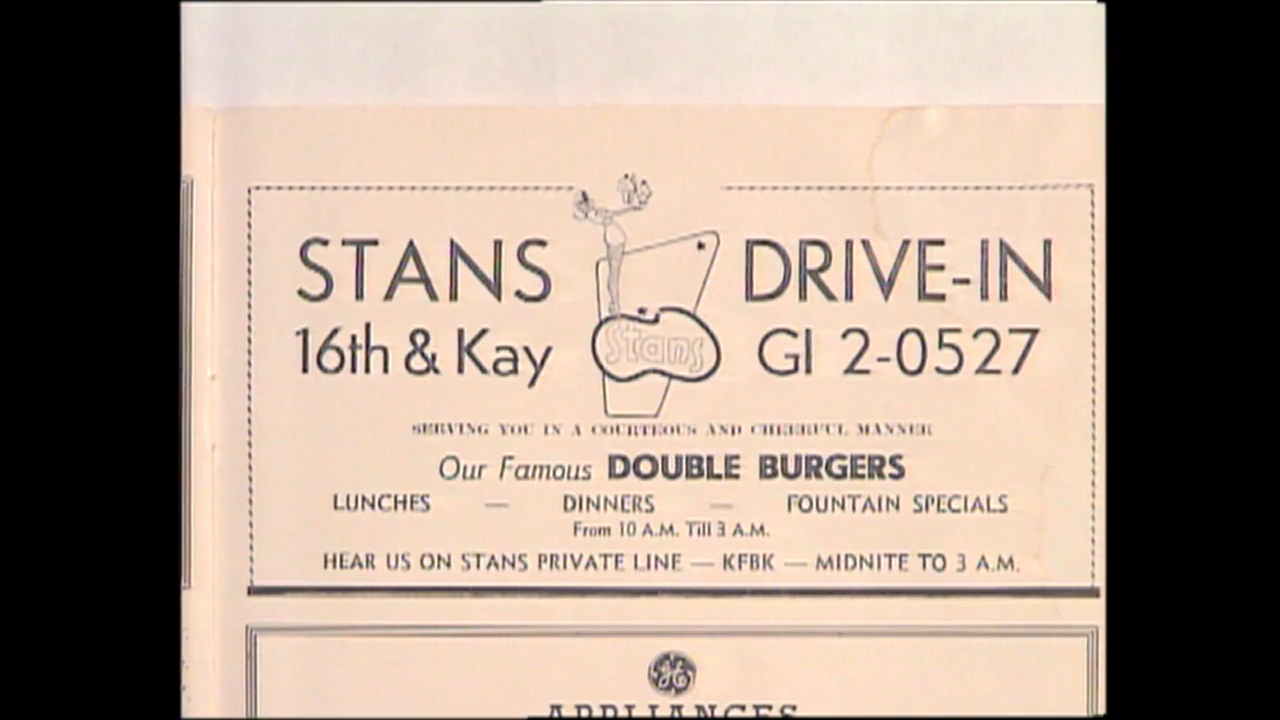 STANS DRIVE-IN
16th & Kay Stans GI 2-0527
SERVING YOU IN A COURTEOUS AND CHEERFUL MANNER
Our Famous DOUBLE BURGERS
LUNCHES — DINNERS — FOUNTAIN SPECIALS
From 10 A.M. Till 3 A.M.
HEAR US ON STANS PRIVATE LINE — KFBK — MIDNITE TO 3 A.M.
GE
APPLIANCES